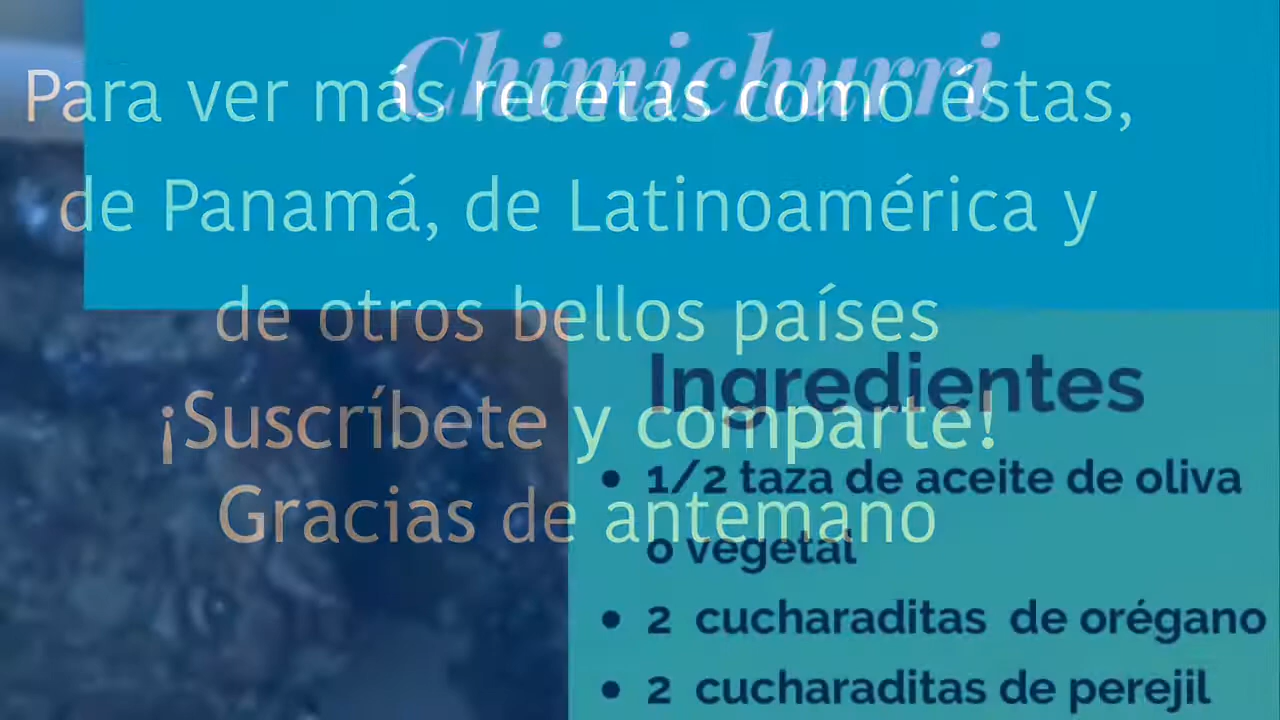 Chimichurri
Para ver más recetas como éstas,
de Panamá, de Latinoamérica y
de otros bellos países
¡Suscríbete y comparte!
Gracias de antemano
Ingredientes
• 1/2 taza de aceite de oliva
o vegetal
• 2 cucharaditas de orégano
• 2 cucharaditas de perejil